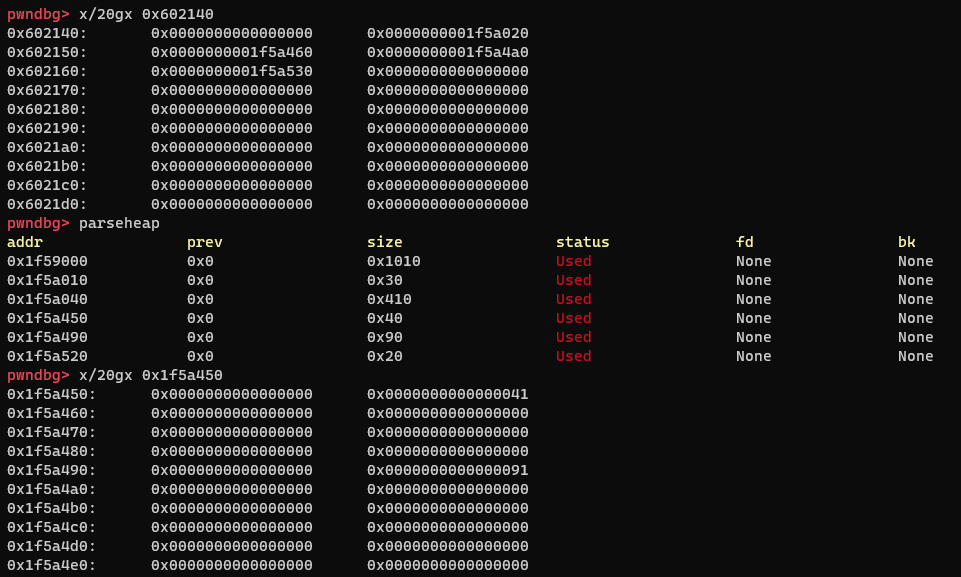 pwndbg> x/20gx 0x602140
0x602140: 0x0000000000000000 0x0000000001f5a020
0x602150: 0x0000000001f5a460 0x0000000001f5a4a0
0x602160: 0x0000000001f5a530 0x0000000000000000
0x602170: 0x0000000000000000 0x0000000000000000
0x602180: 0x0000000000000000 0x0000000000000000
0x602190: 0x0000000000000000 0x0000000000000000
0x6021a0: 0x0000000000000000 0x0000000000000000
0x6021b0: 0x0000000000000000 0x0000000000000000
0x6021c0: 0x0000000000000000 0x0000000000000000
0x6021d0: 0x0000000000000000 0x0000000000000000
pwndbg> parseheap
addr prev size status fd bk
0x1f59000 0x0 0x1010 Used None None
0x1f5a010 0x0 0x30 Used None None
0x1f5a040 0x0 0x410 Used None None
0x1f5a450 0x0 0x40 Used None None
0x1f5a490 0x0 0x90 Used None None
0x1f5a520 0x0 0x20 Used None None
pwndbg> x/20gx 0x1f5a450
0x1f5a450: 0x0000000000000000 0x0000000000000041
0x1f5a460: 0x0000000000000000 0x0000000000000000
0x1f5a470: 0x0000000000000000 0x0000000000000000
0x1f5a480: 0x0000000000000000 0x0000000000000000
0x1f5a490: 0x0000000000000000 0x0000000000000091
0x1f5a4a0: 0x0000000000000000 0x0000000000000000
0x1f5a4b0: 0x0000000000000000 0x0000000000000000
0x1f5a4c0: 0x0000000000000000 0x0000000000000000
0x1f5a4d0: 0x0000000000000000 0x0000000000000000
0x1f5a4e0: 0x0000000000000000 0x0000000000000000